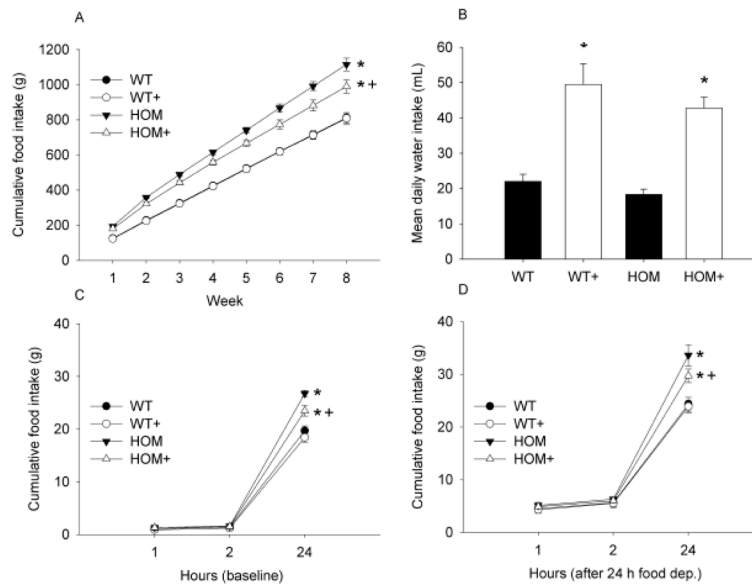 A
Cumulative food intake (g)
1200
1000
800
600
400
200
0
WT
WT+
HOM
HOM+
*
* +
1 2 3 4 5 6 7 8
Week
B
Mean daily water intake (mL)
60
50
40
30
20
10
0
*
*
WT WT+ HOM HOM+
C
Cumulative food intake (g)
40
30
20
10
0
WT
WT+
HOM
HOM+
*
* +
1 2 24
Hours (baseline)
D
Cumulative food intake (g)
40
30
20
10
0
WT
WT+
HOM
HOM+
*
* +
1 2 24
Hours (after 24 h food dep.)